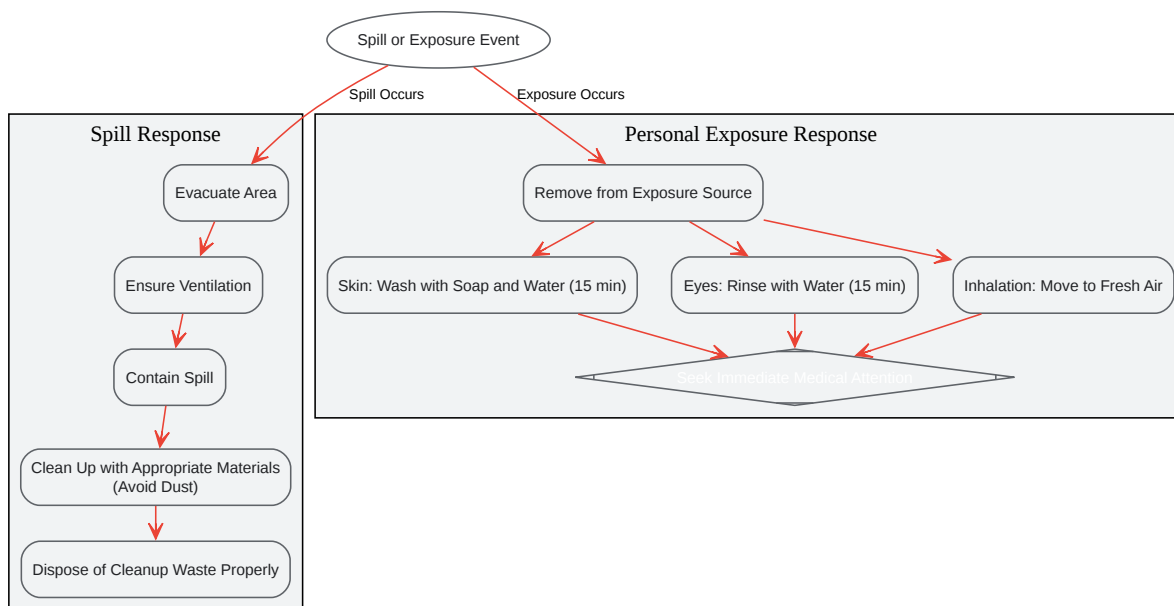 Spill or Exposure Event
Spill Occurs
Exposure Occurs
Spill Response
Evacuate Area
Ensure Ventilation
Contain Spill
Clean Up with Appropriate Materials
(Avoid Dust)
Dispose of Cleanup Waste Properly
Personal Exposure Response
Remove from Exposure Source
Skin: Wash with Soap and Water (15 min)
Eyes: Rinse with Water (15 min)
Inhalation: Move to Fresh Air
Seek Immediate Medical Attention